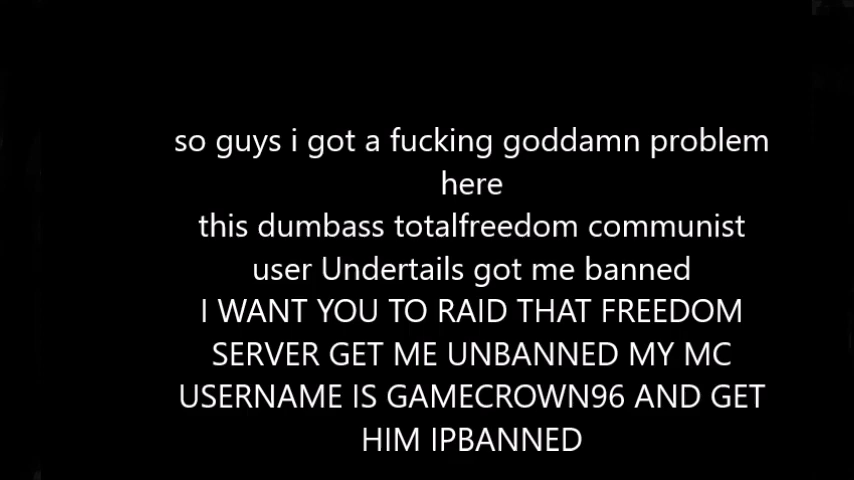 so guys i got a fucking goddamn problem
here
this dumbass totalfreedom communist
user Undertails got me banned
I WANT YOU TO RAID THAT FREEDOM
SERVER GET ME UNBANNED MY MC
USERNAME IS GAMECROWN96 AND GET
HIM IPBANNED